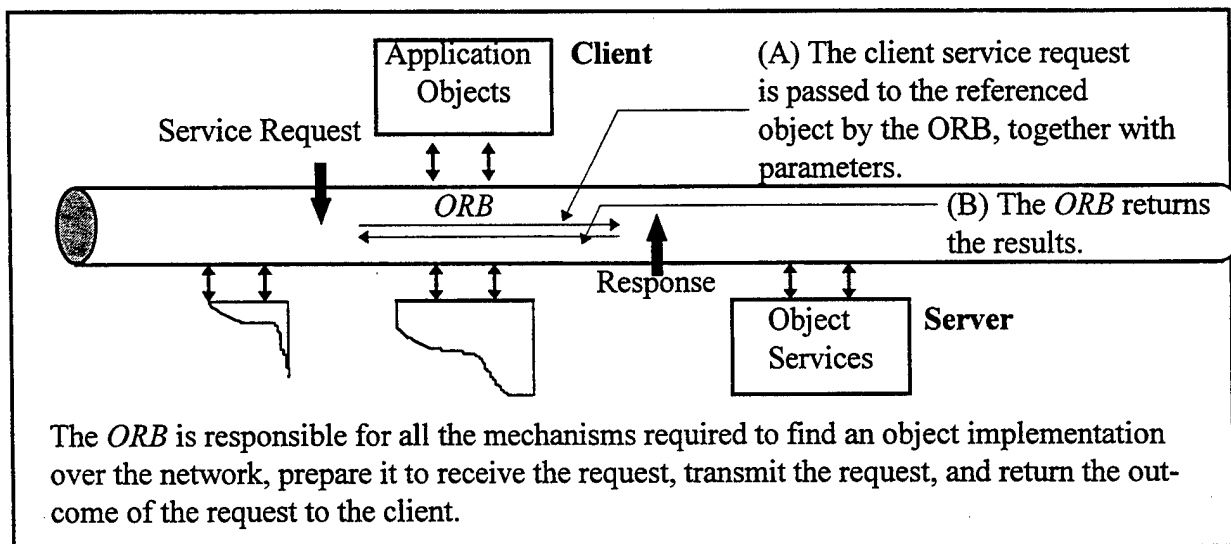 Application
Objects
Client
Service Request
(A) The client service request
is passed to the referenced
object by the ORB, together with
parameters.
ORB
(B) The ORB returns
the results.
Response
Object
Services
Server
The ORB is responsible for all the mechanisms required to find an object implementation
over the network, prepare it to receive the request, transmit the request, and return the out-
come of the request to the client.